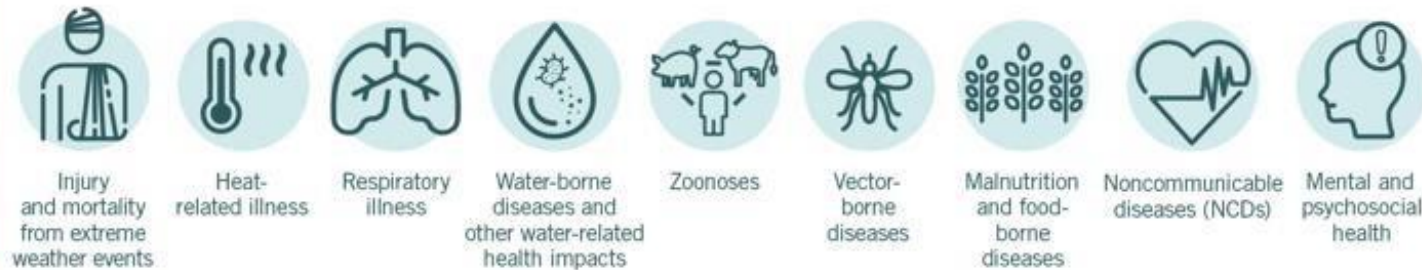 Injury
and mortality
from extreme
weather events
Heat-
related illness
Respiratory
illness
Water-borne
diseases and
other water-related
health impacts
Zoonoses
Vector-
borne
diseases
Malnutrition
and food-
borne
diseases
Noncommunicable
diseases (NCDs)
Mental and
psychosocial
health